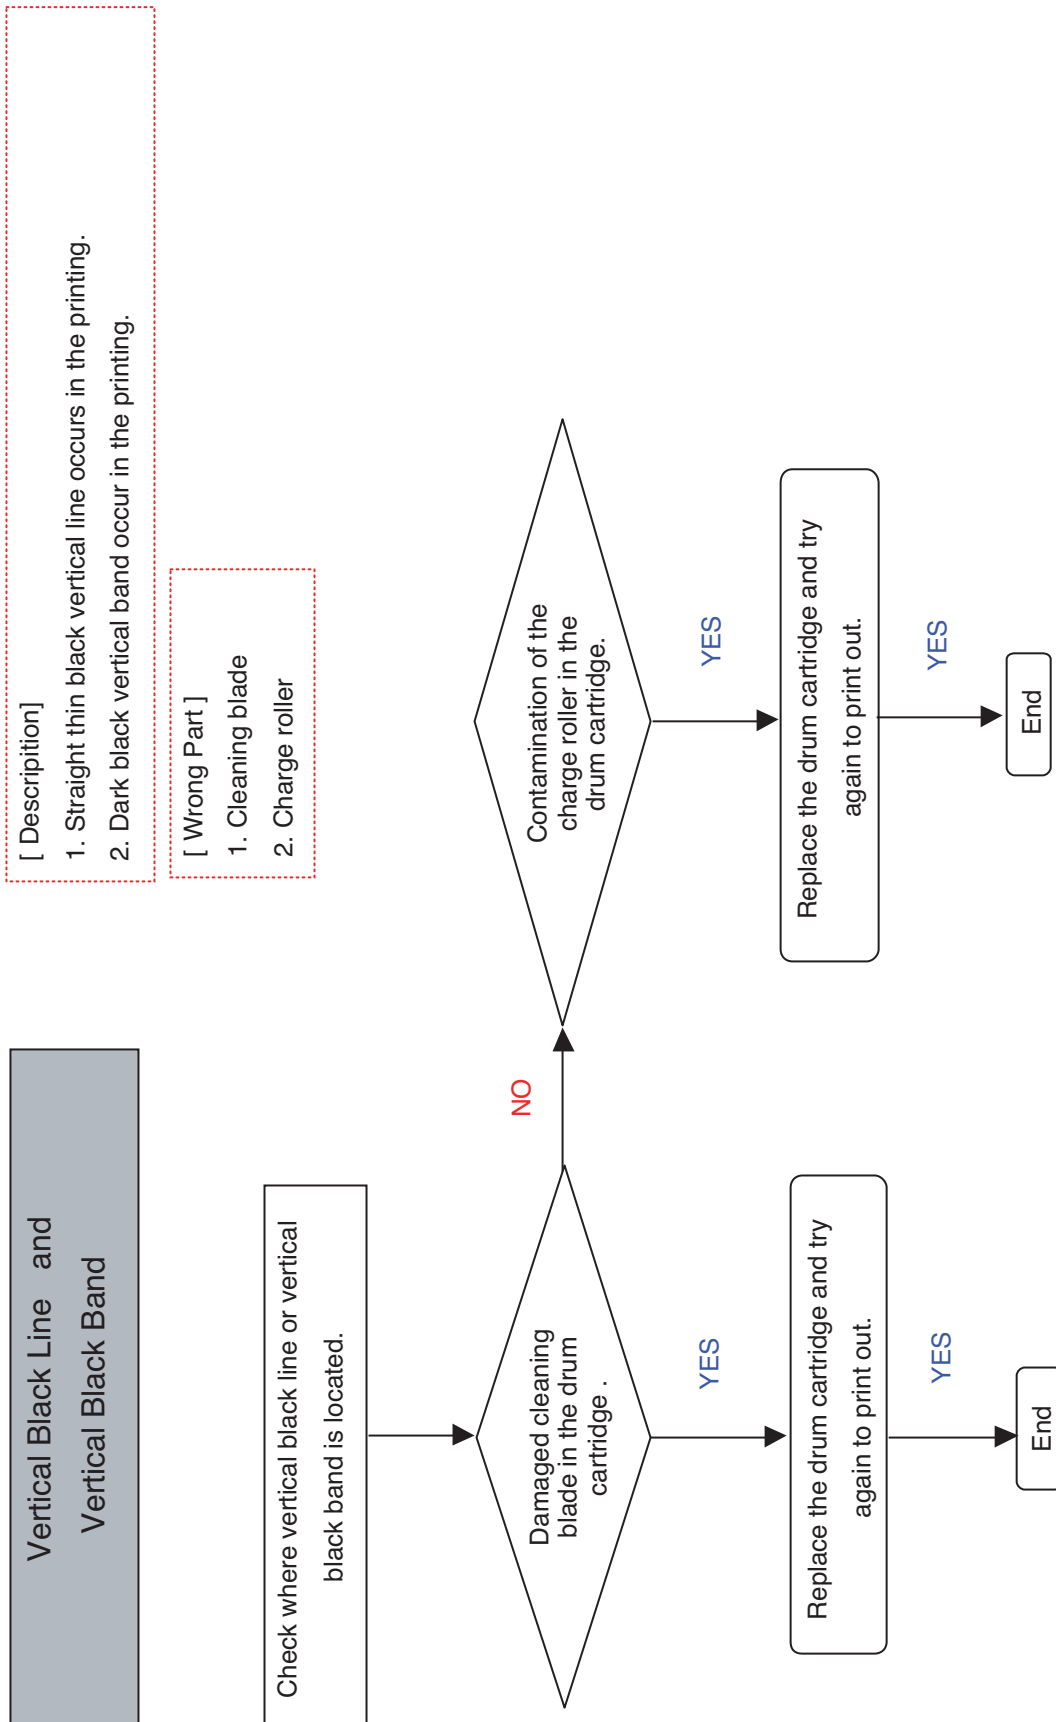 Vertical Black Line and
Vertical Black Band
[ Descripition]
1. Straight thin black vertical line occurs in the printing.
2. Dark black vertical band occur in the printing.
[ Wrong Part ]
1. Cleaning blade
2. Charge roller
Check where vertical black line or vertical
black band is located.
Damaged cleaning
blade in the drum
cartridge .
NO
Contamination of the
charge roller in the
drum cartridge.
YES
YES
Replace the drum cartridge and try
again to print out.
Replace the drum cartridge and try
again to print out.
YES
YES
End
End